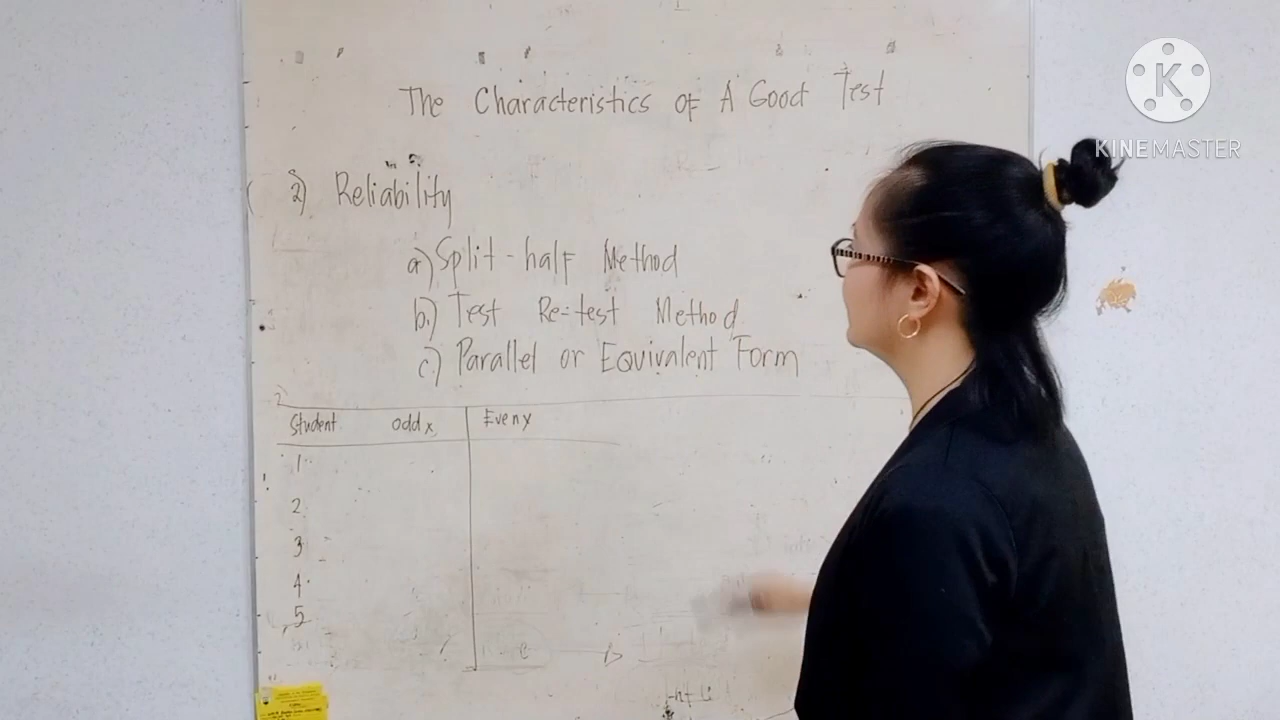 The Characteristics of A Good Test
K
KINEMASTER
2) Reliability
a) Split-half Method
b.) Test Re-test Method
c.) Parallel or Equivalent Form
Student odd x Even y
1
2
3
4
5